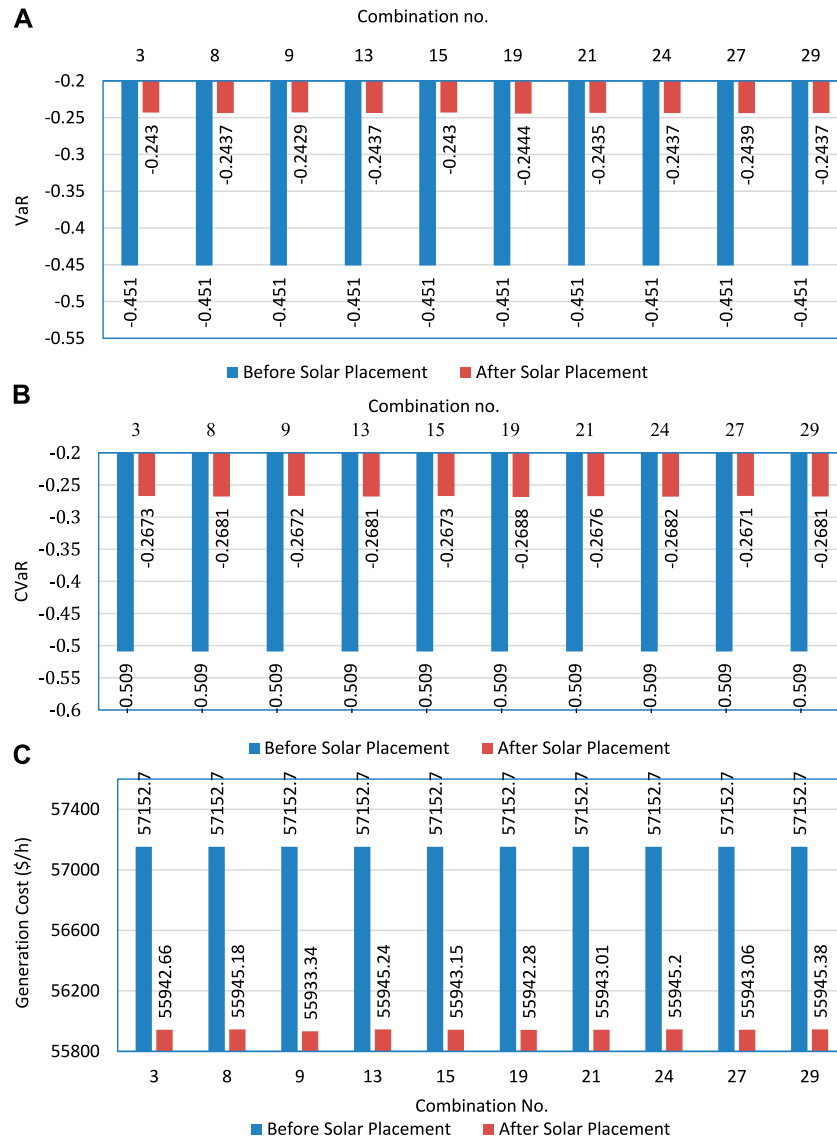 A
Combination no.
3 8 9 13 15 19 21 24 27 29
-0.2
-0.25
-0.3
-0.35
-0.4
-0.45
-0.5
-0.55
VaR
-0.451 -0.451 -0.451 -0.451 -0.451 -0.451 -0.451 -0.451 -0.451 -0.451
-0.243 -0.2437 -0.2429 -0.2437 -0.243 -0.2444 -0.2435 -0.2437 -0.2439 -0.2437
Before Solar Placement After Solar Placement
B
Combination no.
3 8 9 13 15 19 21 24 27 29
-0.2
-0.25
-0.3
-0.35
-0.4
-0.45
-0.5
-0.55
-0.6
CVaR
-0.509 -0.509 -0.509 -0.509 -0.509 -0.509 -0.509 -0.509 -0.509 -0.509
-0.2673 -0.2681 -0.2672 -0.2681 -0.2673 -0.2688 -0.2676 -0.2682 -0.2671 -0.2681
Before Solar Placement After Solar Placement
C
57400
57000
56600
56200
55800
Generation Cost ($/h)
57152.7 57152.7 57152.7 57152.7 57152.7 57152.7 57152.7 57152.7 57152.7 57152.7
55942.66 55945.18 55933.34 55945.24 55943.15 55942.28 55943.01 55945.2 55943.06 55945.38
3 8 9 13 15 19 21 24 27 29
Combination No.
Before Solar Placement After Solar Placement